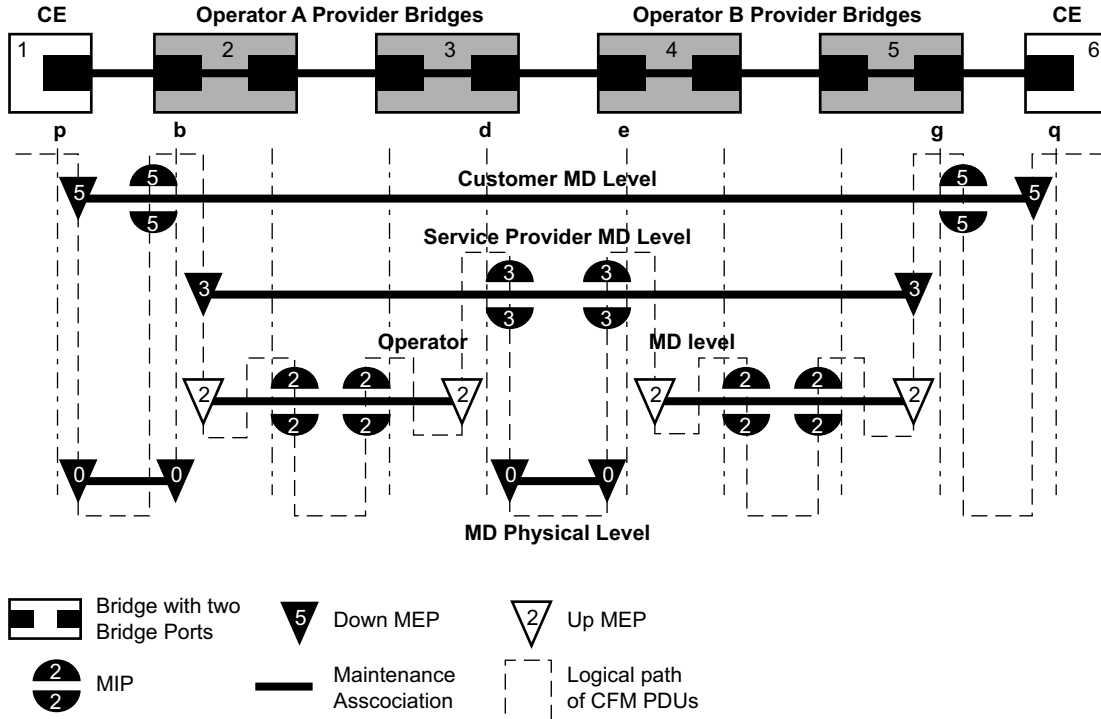 CE Operator A Provider Bridges Operator B Provider Bridges CE
1 2 3 4 5 6
p b d e g q
5 5 Customer MD Level 5 5
5 5
Service Provider MD Level
3 3 3 3
3 3
Operator MD level
2 2 2 2 2 2 2 2
2 2 2 2
0 0 0 0
MD Physical Level
Bridge with two
Bridge Ports
5 Down MEP
2 Up MEP
2
2
MIP
Maintenance
Asscociation
Logical path
of CFM PDUs